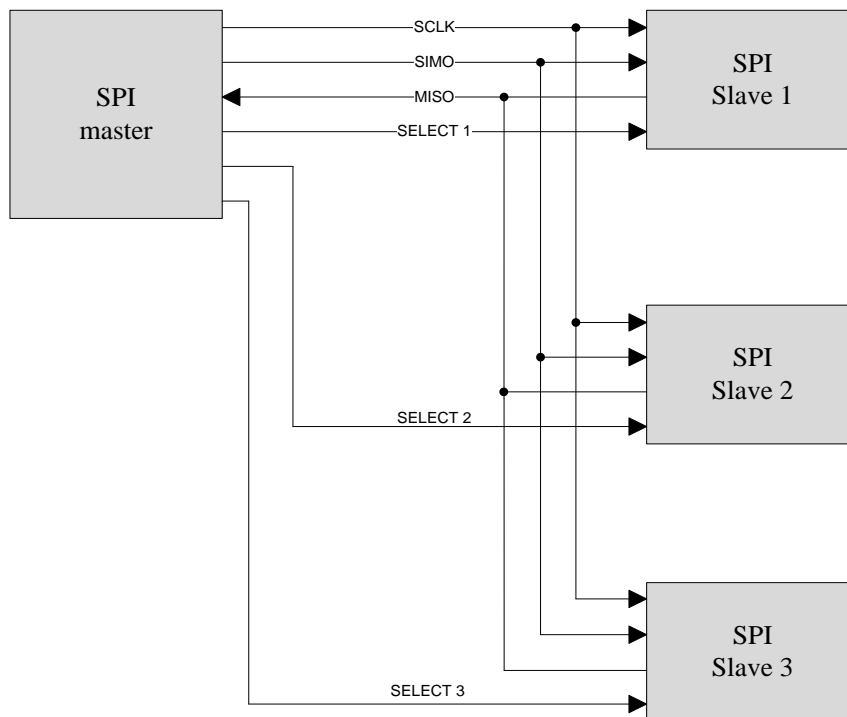 SPI
master
SCLK
SIMO
MISO
SELECT 1
SPI
Slave 1
SPI
Slave 2
SELECT 2
SPI
Slave 3
SELECT 3